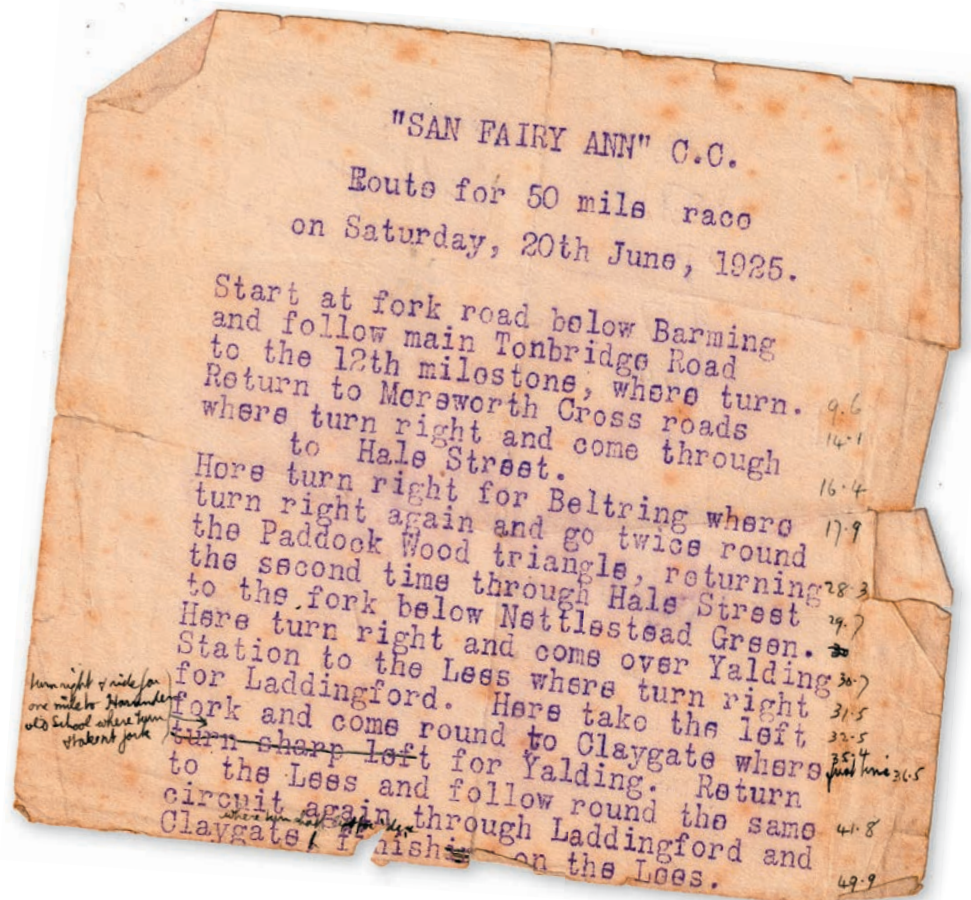 "SAN FAIRY ANN" C.C.
Route for 50 mile race
on Saturday, 20th June, 1925.
Start at fork road below Barming
and follow main Tonbridge Road
to the 12th milestone, where turn. 9.6
Return to Mereworth Cross roads 14.1
where turn right and come through
to Hale Street. 16.4
Here turn right for Beltring where 17.9
turn right again and go twice round
the Paddock Wood triangle, returning 28.3
the second time through Hale Street 29.7
to the fork below Nettlestead Green.
Here turn right and come over Yalding 30.7
Station to the Lees where turn right 31.5
for Laddingford. Here take the left 32.5
fork and come round to Claygate where 35.4
turn right & ride for
one mile to
old School where turn
turn sharp left for Yalding. Return 36.5
to the Lees and follow round the same
circuit again through Laddingford and 41.8
where turn sharp left for
Claygate, finish on the Lees. 49.9